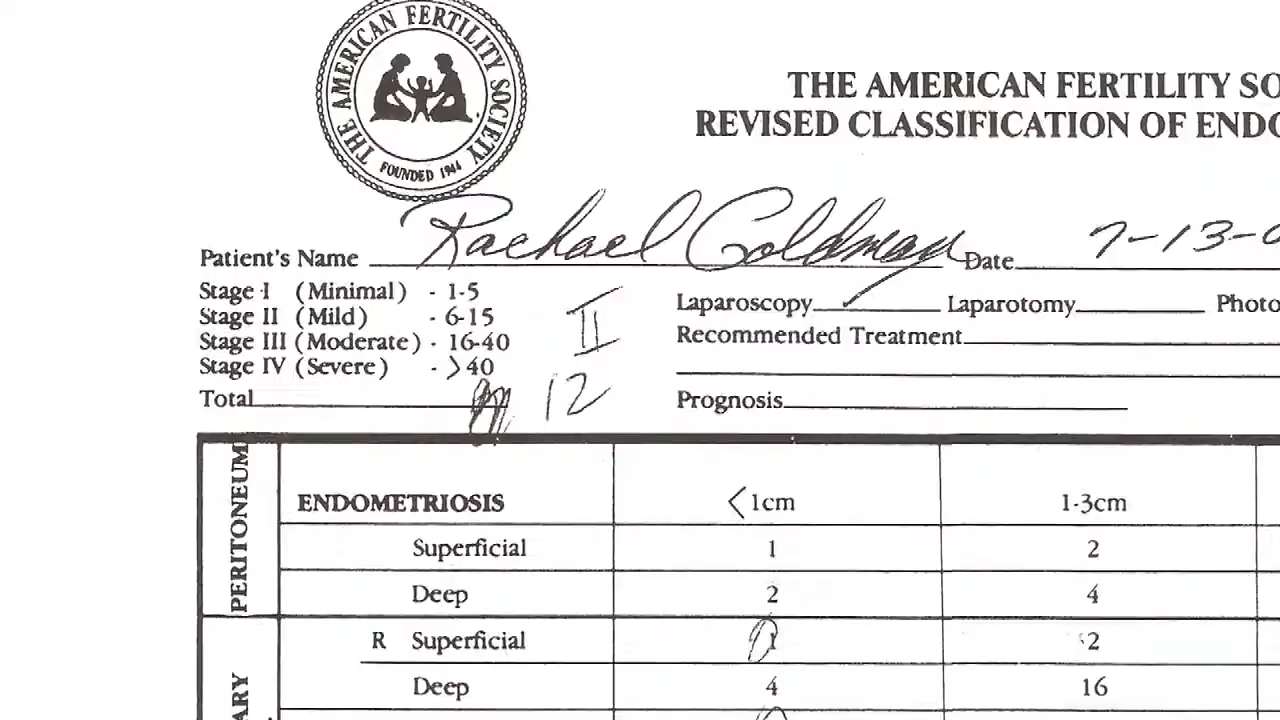 THE AMERICAN FERTILITY SOCIETY
FOUNDED 1944
THE AMERICAN FERTILITY SO
REVISED CLASSIFICATION OF ENDO
Patient's Name Rachael Goldman Date 7-13-0
Stage I (Minimal) - 1-5
Stage II (Mild) - 6-15
Stage III (Moderate) - 16-40
Stage IV (Severe) - >40
II
Total 12
Laparoscopy ✓ Laparotomy Photo
Recommended Treatment
Prognosis
PERITONEUM
ENDOMETRIOSIS <1cm 1-3cm
Superficial 1 2
Deep 2 4
ARY
R Superficial 1 2
Deep 4 16